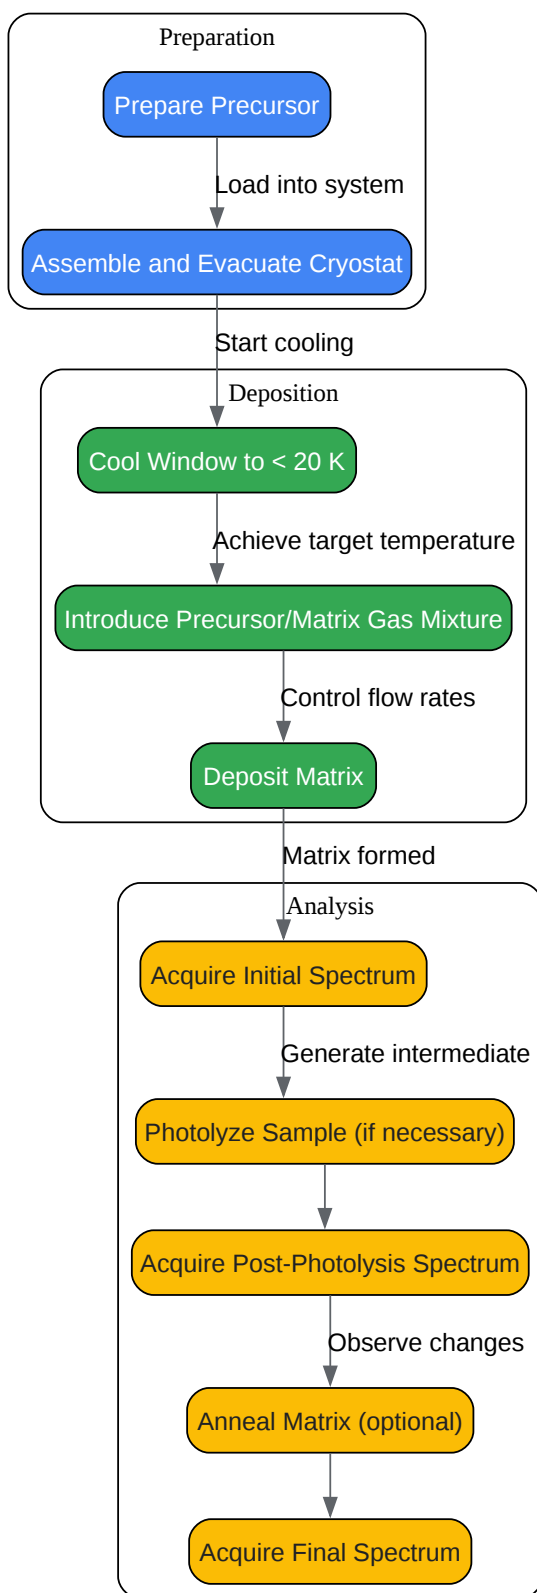 Preparation
Prepare Precursor
Load into system
Assemble and Evacuate Cryostat
Start cooling
Deposition
Cool Window to < 20 K
Achieve target temperature
Introduce Precursor/Matrix Gas Mixture
Control flow rates
Deposit Matrix
Matrix formed
Analysis
Acquire Initial Spectrum
Generate intermediate
Photolyze Sample (if necessary)
Acquire Post-Photolysis Spectrum
Observe changes
Anneal Matrix (optional)
Acquire Final Spectrum